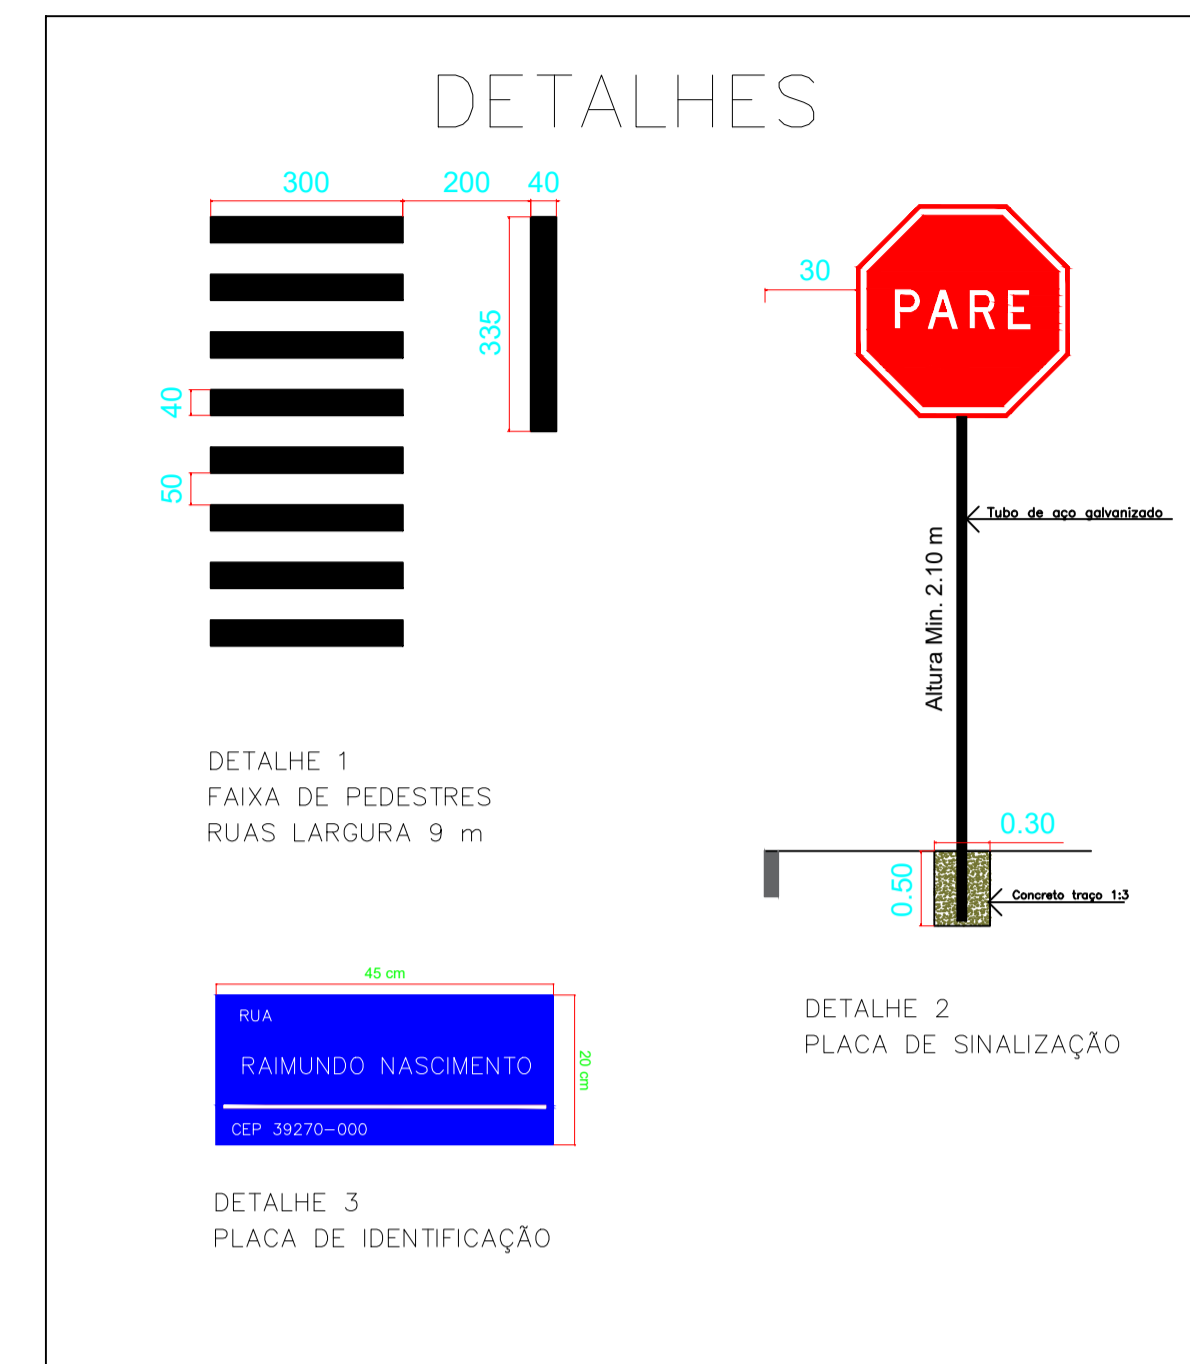 DETALHES
300
200
40
335
40
50
DETALHE 1
FAIXA DE PEDESTRES
RUAS LARGURA 9 m
30
PARE
Tubo de aço galvanizado
Altura Min. 2.10 m
0.30
0.50
Concreto traço 1:3
DETALHE 2
PLACA DE SINALIZAÇÃO
45 cm
20 cm
RUA
RAIMUNDO NASCIMENTO
CEP 39270-000
DETALHE 3
PLACA DE IDENTIFICAÇÃO